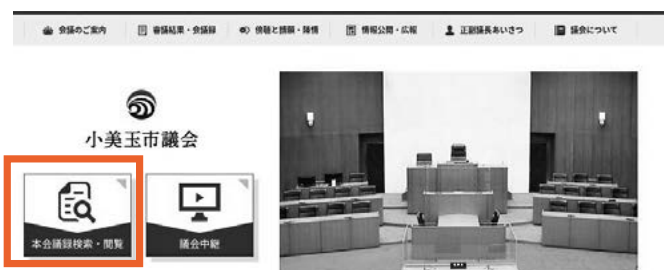 会議のご案内 審議結果・会議録 傍聴と請願・陳情 情報公開・広報 正副議長あいさつ 議会について
小美玉市議会
本会議録検索・閲覧 議会中継